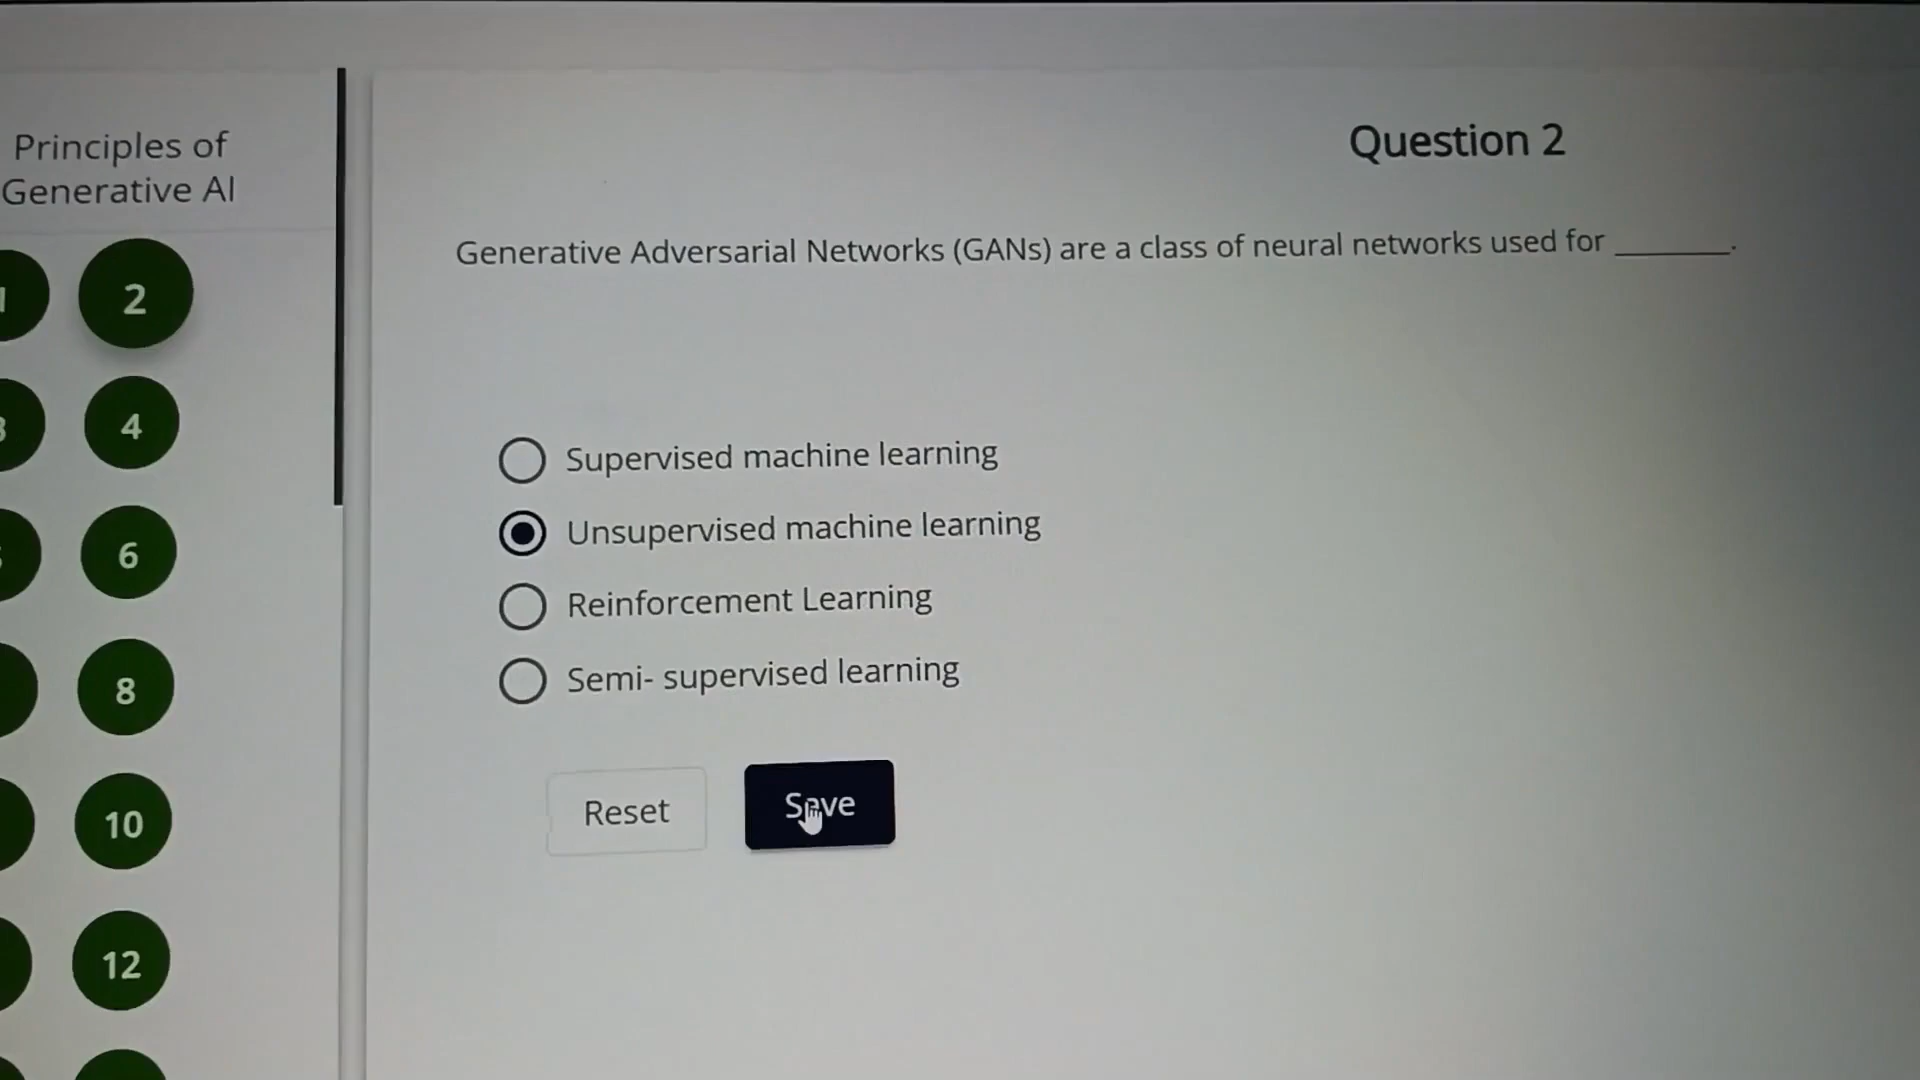 Principles of
Generative AI
Question 2
Generative Adversarial Networks (GANs) are a class of neural networks used for ________.
2
4
6
8
10
12
Supervised machine learning
Unsupervised machine learning
Reinforcement Learning
Semi- supervised learning
Reset
Save